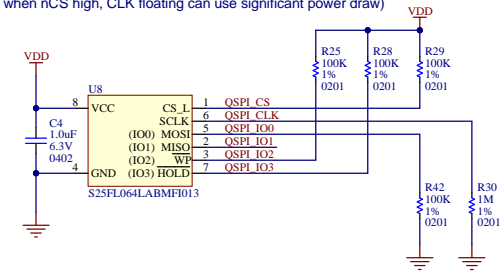 when nCS high, CLK floating can use significant power draw)
VDD
VDD
R25
100K
1%
0201
R28
100K
1%
0201
R29
100K
1%
0201
U8
8
VCC
CS_L
1
QSPI_CS
SCLK
6
QSPI_CLK
(IO0) MOSI
5
QSPI_IO0
(IO1) MISO
2
QSPI_IO1
(IO2) WP
3
QSPI_IO2
4
GND
(IO3) HOLD
7
QSPI_IO3
S25FL064LABMFI013
C4
1.0uF
6.3V
0402
R42
100K
1%
0201
R30
1M
1%
0201